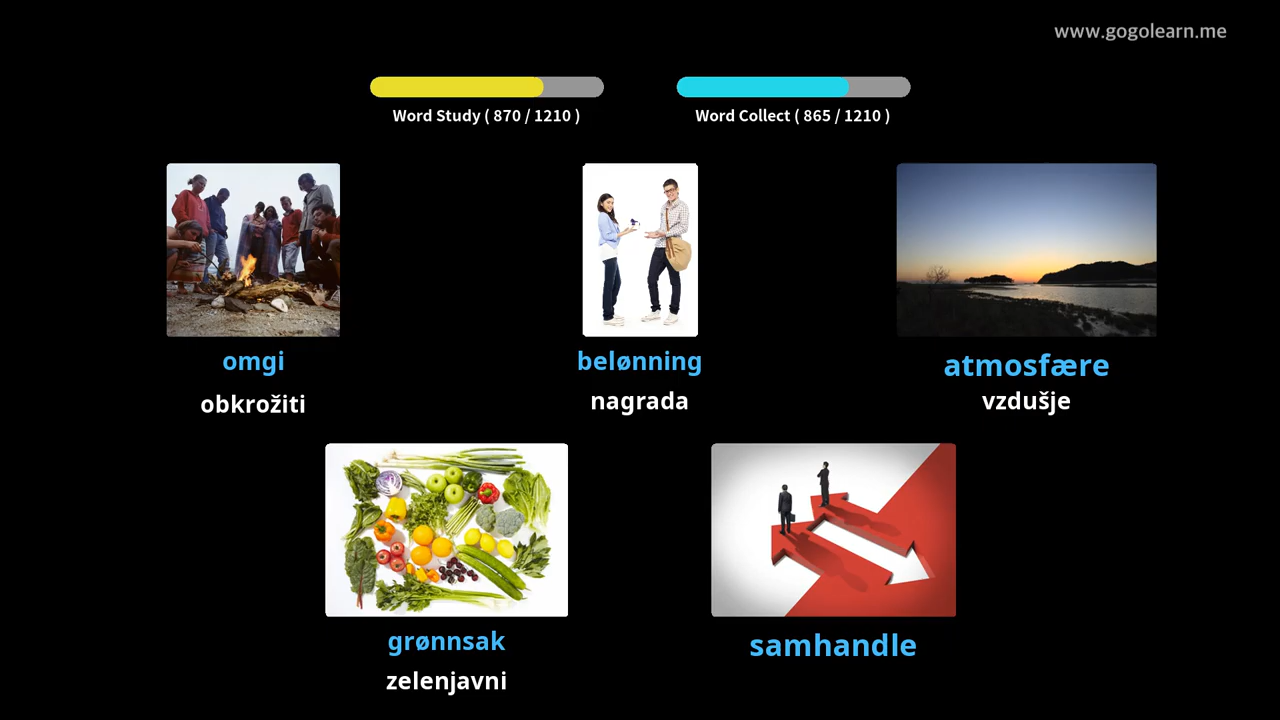 www.gogolearn.me
Word Study ( 870 / 1210 )
Word Collect ( 865 / 1210 )
omgi
obkrožiti
belønning
nagrada
atmosfære
vzdušje
grønnsak
zelenjavni
samhandle